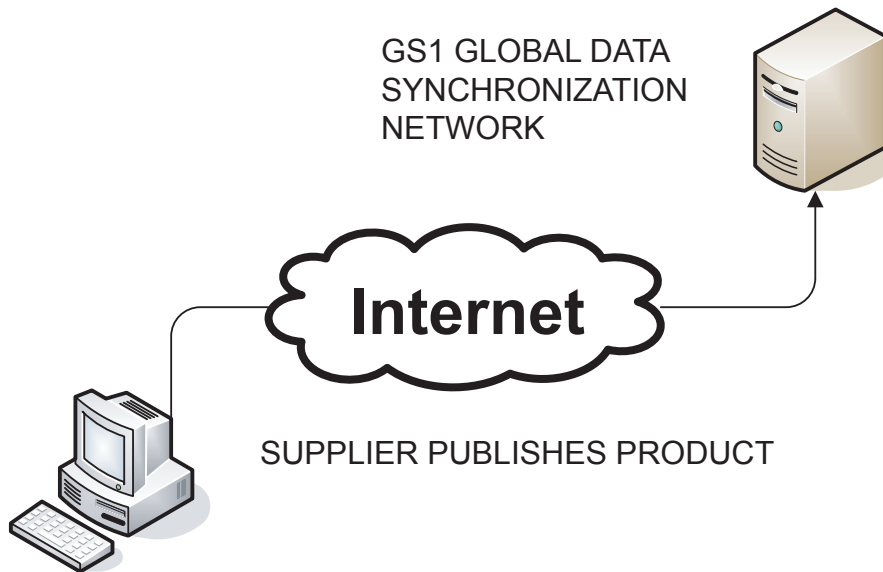 GS1 GLOBAL DATA
SYNCHRONIZATION
NETWORK
Internet
SUPPLIER PUBLISHES PRODUCT